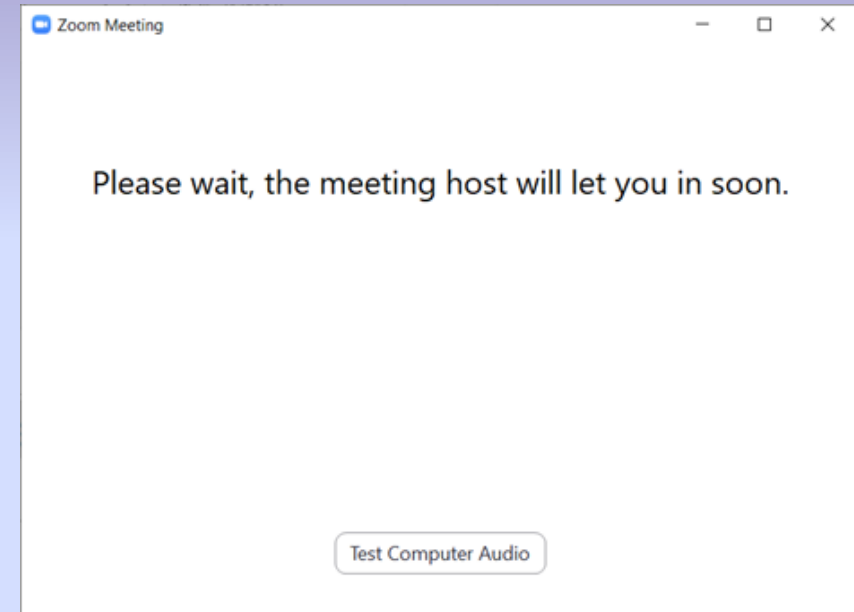 Zoom Meeting
Please wait, the meeting host will let you in soon.
Test Computer Audio